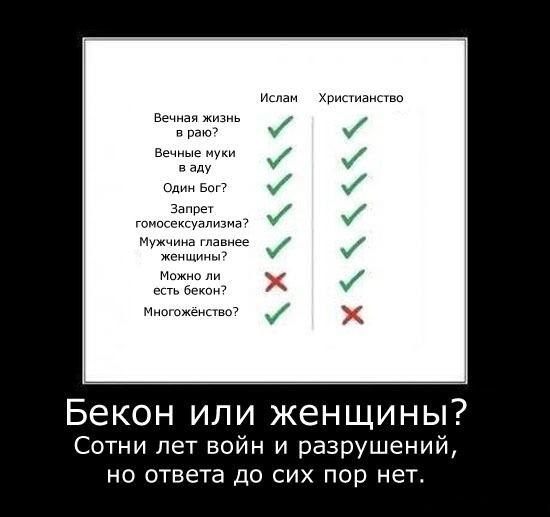 Ислам Христианство
Вечная жизнь
в раю?
Вечные муки
в аду
Один Бог?
Запрет
гомосексуализма?
Мужчина главнее
женщины?
Можно ли
есть бекон?
Многожёнство?
Бекон или женщины?
Сотни лет войн и разрушений,
но ответа до сих пор нет.